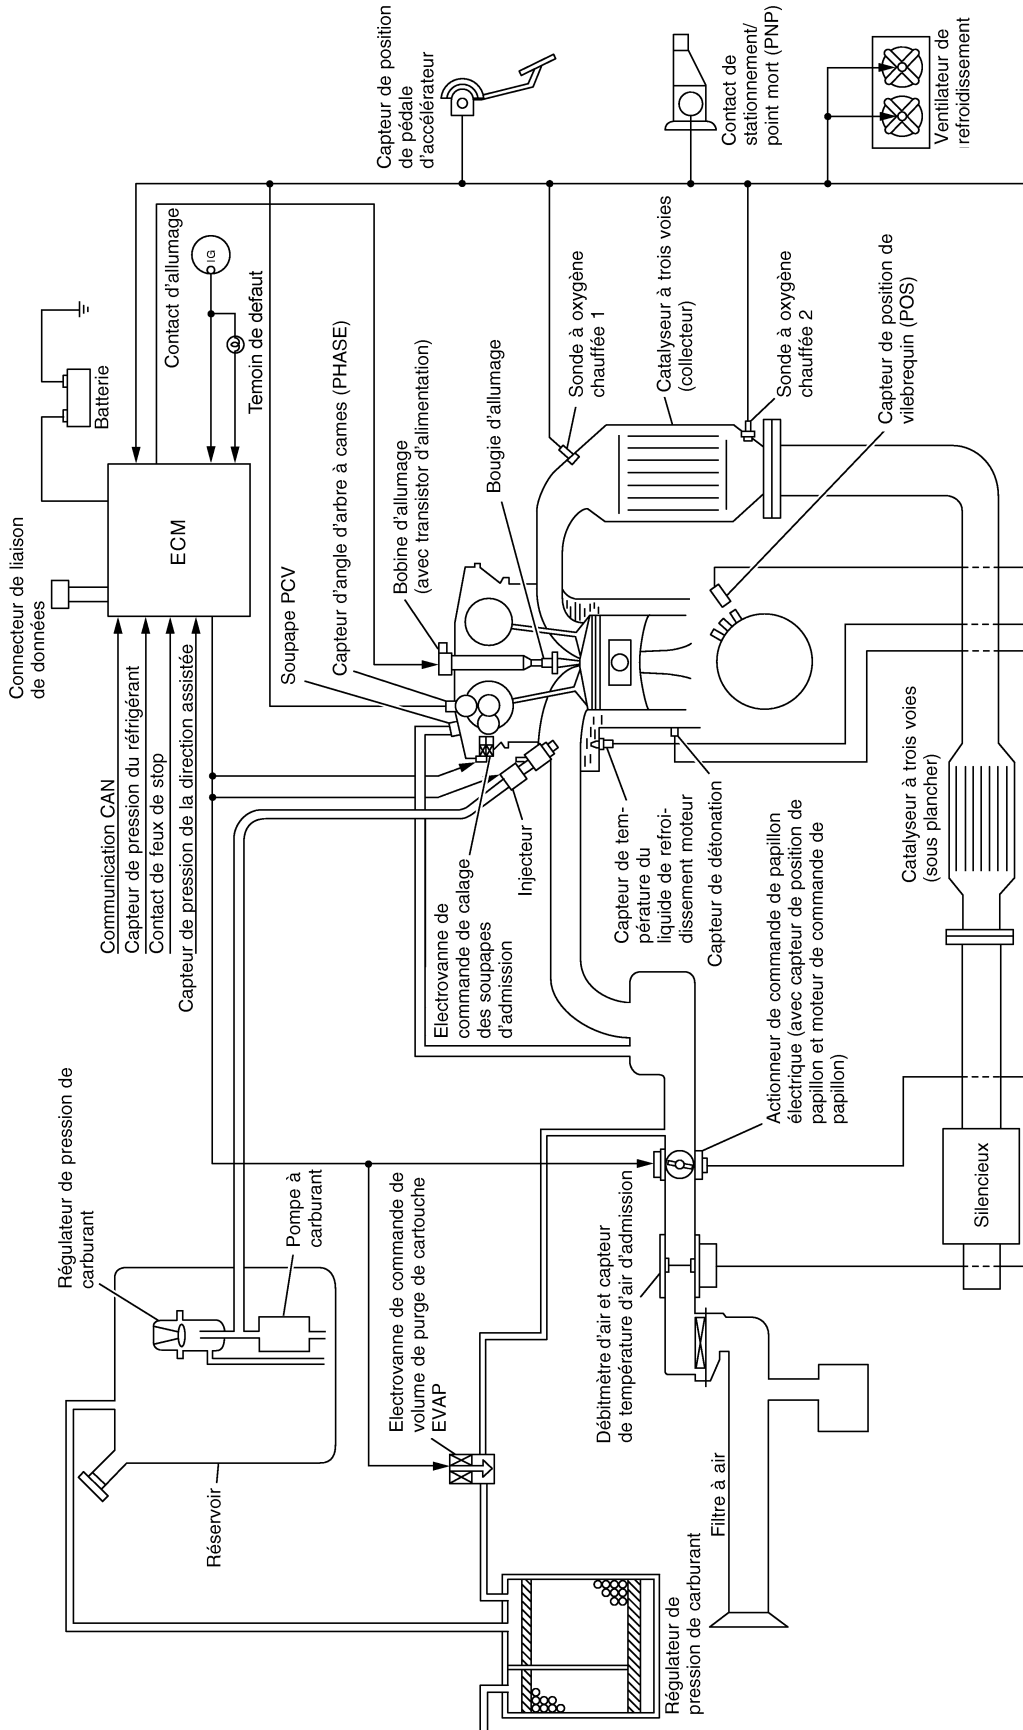 Connecteur de liaison
de données
Batterie
Contact d'allumage
IG
Temoin de defaut
ECM
Communication CAN
Capteur de pression du réfrigérant
Contact de feux de stop
Capteur de pression de la direction assistée
Capteur de position
de pédale
d'accélérateur
Contact de
stationnement/
point mort (PNP)
Ventilateur de
refroidissement
Soupape PCV
Capteur d'angle d'arbre à cames (PHASE)
Bobine d'allumage
(avec transistor d'alimentation)
Bougie d'allumage
Sonde à oxygène
chauffée 1
Catalyseur à trois voies
(collecteur)
Sonde à oxygène
chauffée 2
Capteur de position de
vilebrequin (POS)
Régulateur de pression de
carburant
Pompe à
carburant
Réservoir
Electrovanne de
commande de calage
des soupapes
d'admission
Injecteur
Capteur de tem-
pérature du
liquide de refroi-
dissement moteur
Capteur de détonation
Actionneur de commande de papillon
électrique (avec capteur de position de
papillon et moteur de commande de
papillon)
Catalyseur à trois voies
(sous plancher)
Electrovanne de commande de
volume de purge de cartouche
EVAP
Débitmètre d'air et capteur
de température d'air d'admission
Silencieux
Filtre à air
Régulateur de
pression de carburant